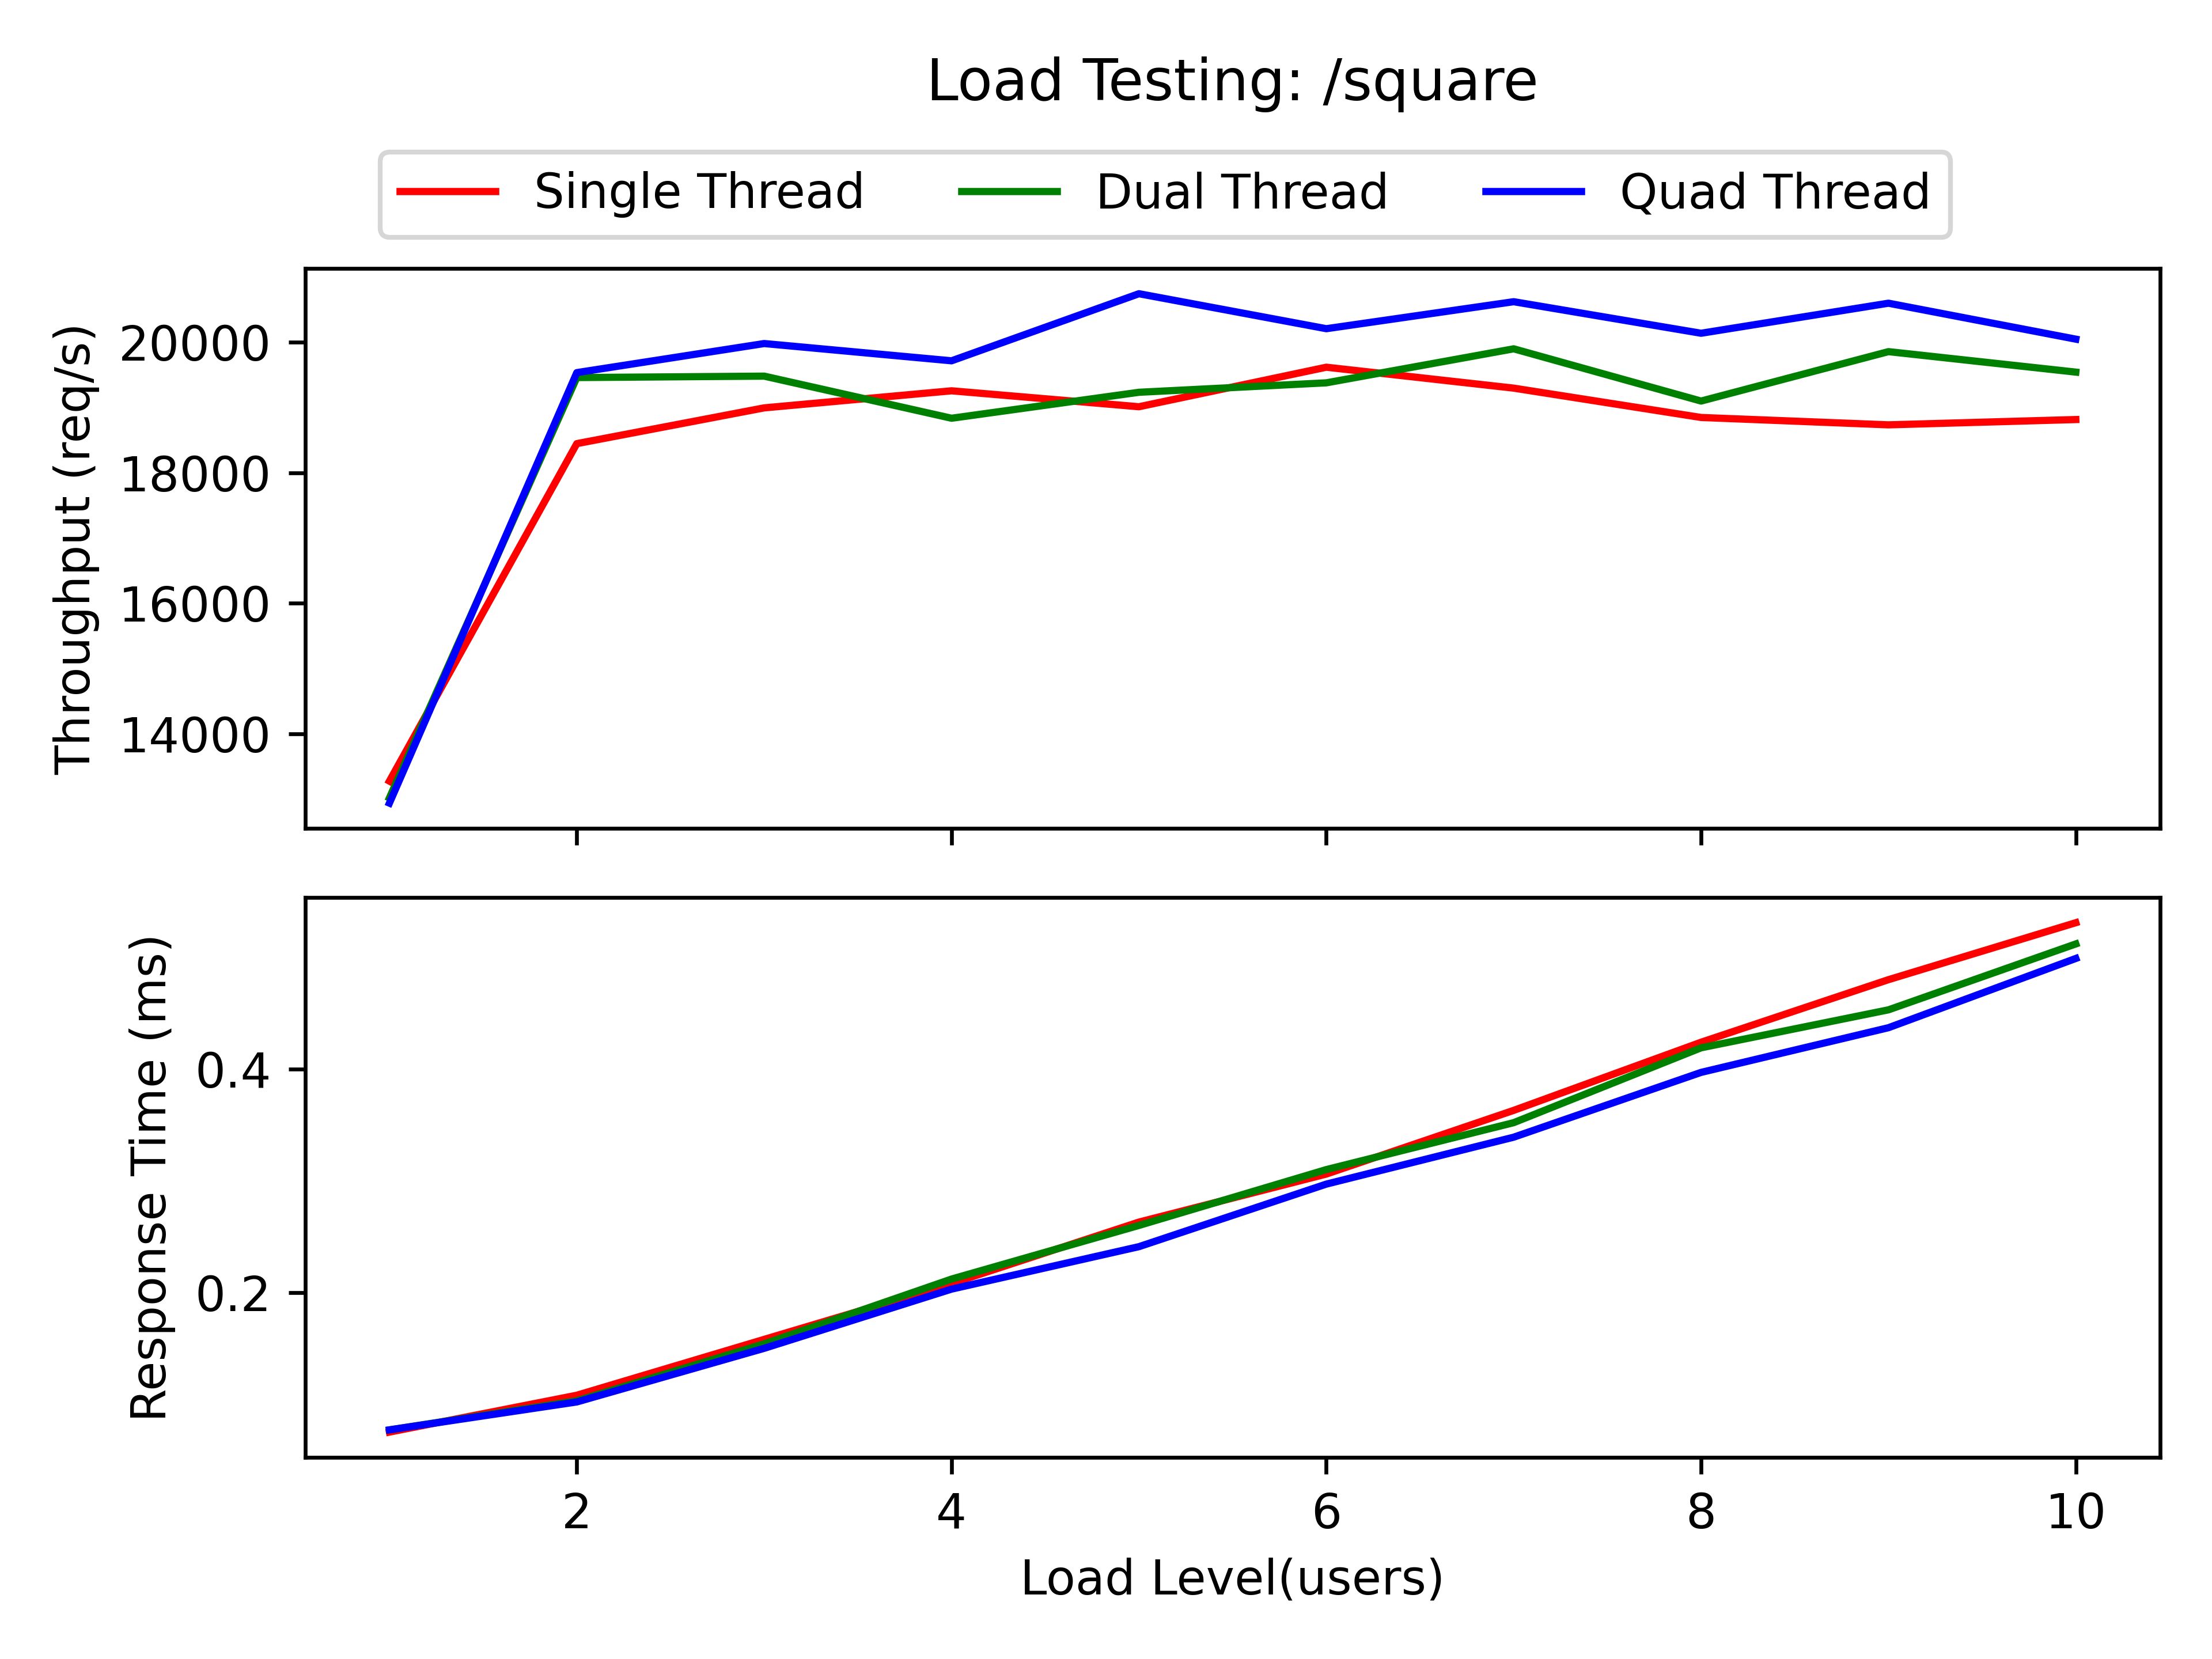 Load Testing: /square
Single Thread Dual Thread Quad Thread
Throughput (req/s)
20000
18000
16000
14000
Response Time (ms)
0.4
0.2
2 4 6 8 10
Load Level(users)